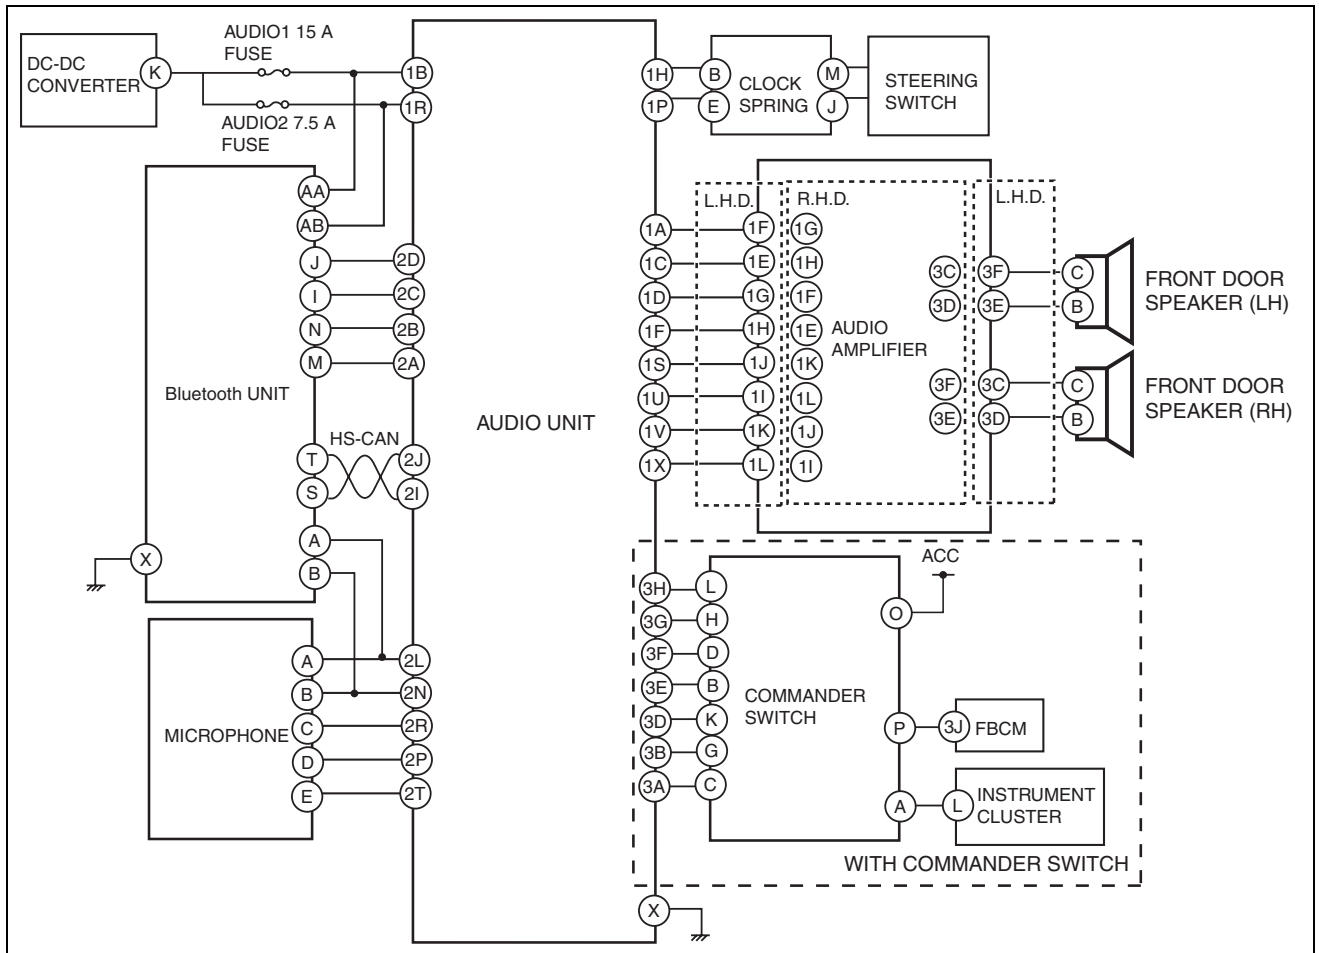 AUDIO1 15 A
FUSE
DC-DC
CONVERTER
K
1B
1R
AUDIO2 7.5 A
FUSE
1H
1P
B
E
CLOCK
SPRING
M
J
STEERING
SWITCH
AA
AB
J
I
N
M
2D
2C
2B
2A
Bluetooth UNIT
HS-CAN
T
S
2J
2I
A
B
X
AUDIO UNIT
1A
1C
1D
1F
1S
1U
1V
1X
L.H.D.
1F
1E
1G
1H
1J
1I
1K
1L
R.H.D.
1G
1H
1F
1E
1K
1L
1J
1I
AUDIO
AMPLIFIER
3C
3D
3F
3E
L.H.D.
3F
3E
3C
3D
C
B
FRONT DOOR
SPEAKER (LH)
C
B
FRONT DOOR
SPEAKER (RH)
MICROPHONE
A
B
C
D
E
2L
2N
2R
2P
2T
3H
3G
3F
3E
3D
3B
3A
L
H
D
B
K
G
C
COMMANDER
SWITCH
ACC
O
P
3J
FBCM
A
L
INSTRUMENT
CLUSTER
WITH COMMANDER SWITCH
X